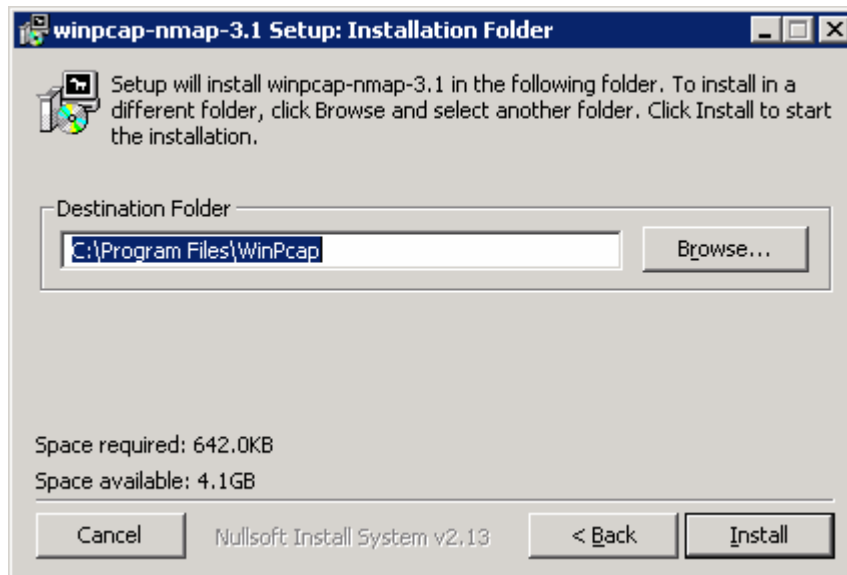 winpcap-nmap-3.1 Setup: Installation Folder
Setup will install winpcap-nmap-3.1 in the following folder. To install in a
different folder, click Browse and select another folder. Click Install to start
the installation.
Destination Folder
C:\Program Files\WinPcap
Browse...
Space required: 642.0KB
Space available: 4.1GB
Cancel
Nullsoft Install System v2.13
< Back
Install